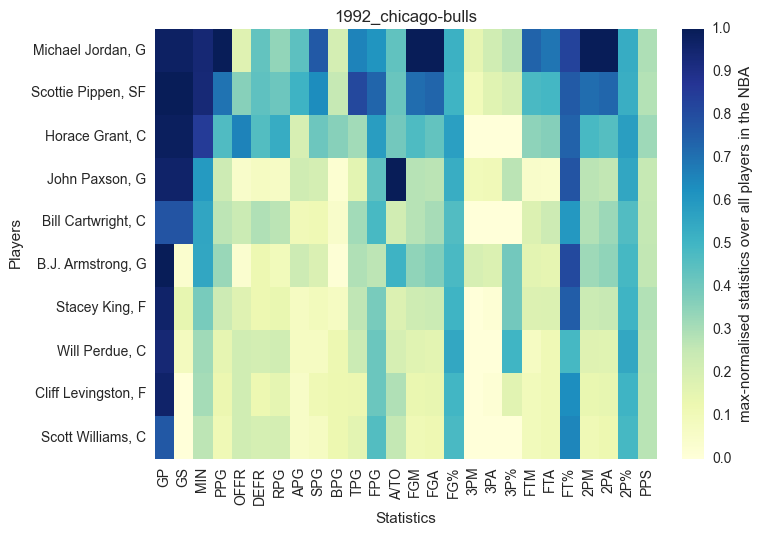 1992_chicago-bulls
Players
Michael Jordan, G
Scottie Pippen, SF
Horace Grant, C
John Paxson, G
Bill Cartwright, C
B.J. Armstrong, G
Stacey King, F
Will Perdue, C
Cliff Levingston, F
Scott Williams, C
GP GS MIN PPG OFFR DEFR RPG APG SPG BPG TPG FPG A/TO FGM FGA FG% 3PM 3PA 3P% FTM FTA FT% 2PM 2PA 2P% PPS
Statistics
1.0
0.9
0.8
0.7
0.6
0.5
0.4
0.3
0.2
0.1
0.0
max-normalised statistics over all players in the NBA